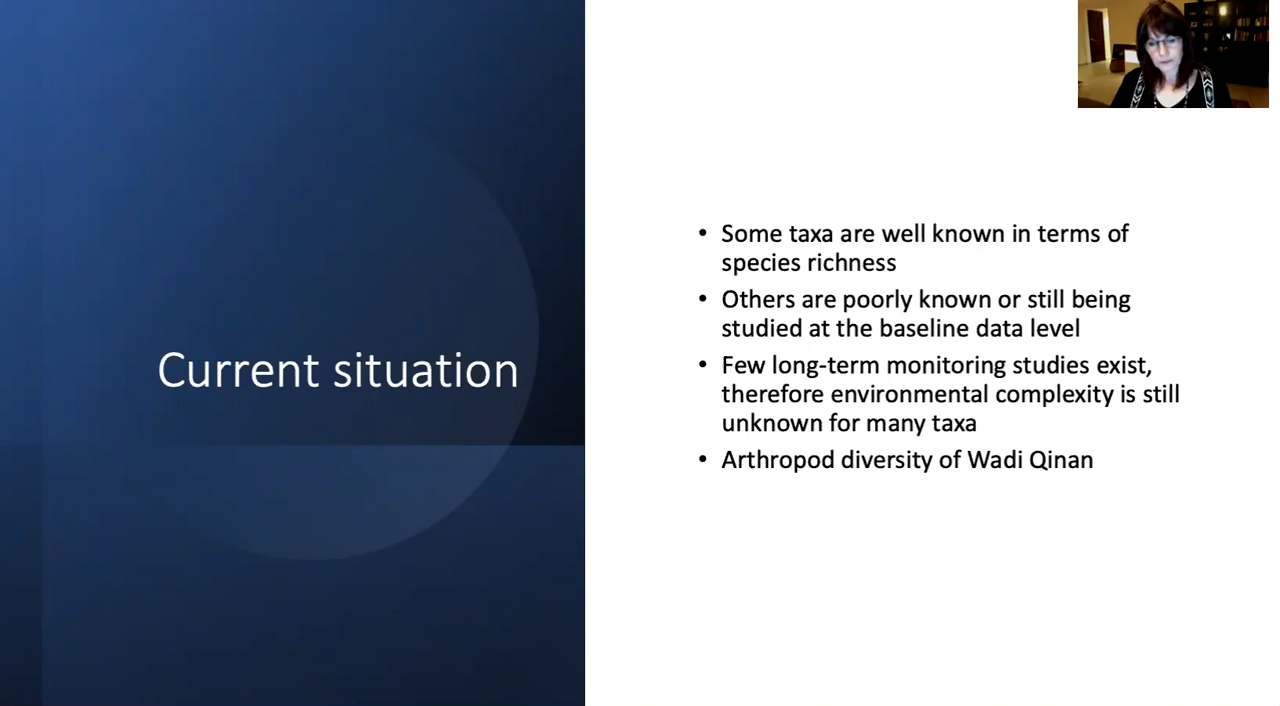 Current situation
• Some taxa are well known in terms of
species richness
• Others are poorly known or still being
studied at the baseline data level
• Few long-term monitoring studies exist,
therefore environmental complexity is still
unknown for many taxa
• Arthropod diversity of Wadi Qinan